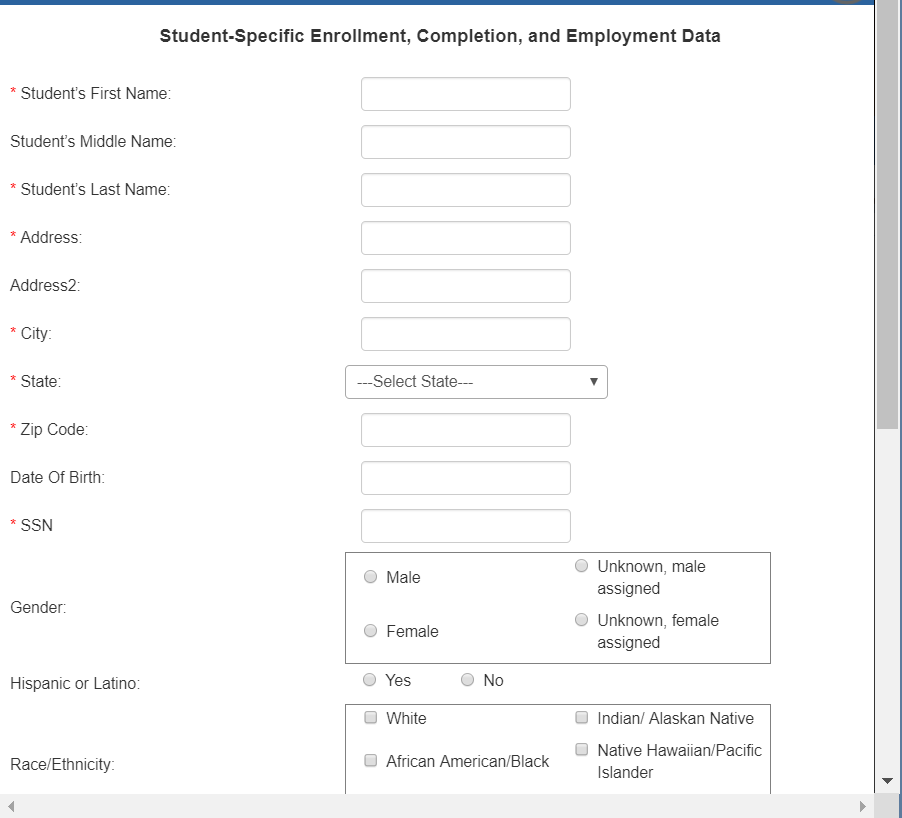 Student-Specific Enrollment, Completion, and Employment Data
* Student’s First Name:
Student’s Middle Name:
* Student’s Last Name:
* Address:
Address2:
* City:
* State:
---Select State---
* Zip Code:
Date Of Birth:
* SSN
Gender:
Male
Unknown, male
assigned
Female
Unknown, female
assigned
Hispanic or Latino:
Yes
No
Race/Ethnicity:
White
Indian/ Alaskan Native
African American/Black
Native Hawaiian/Pacific
Islander